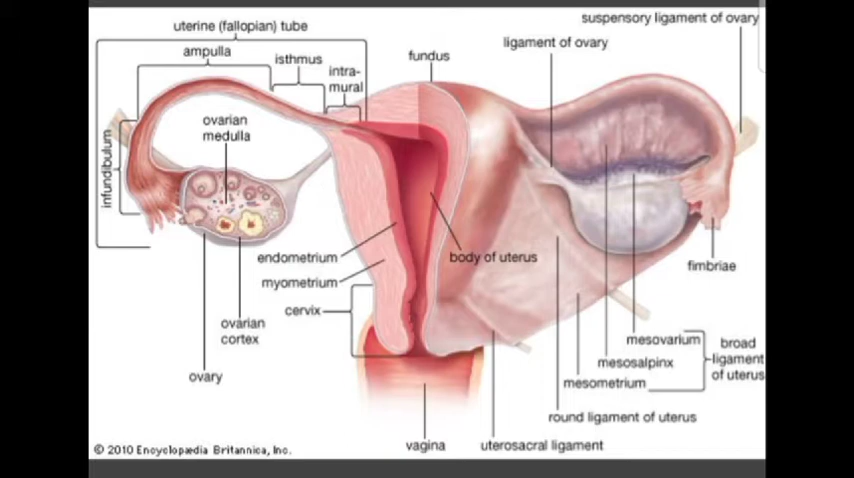 suspensory ligament of ovary
uterine (fallopian) tube
ampulla
isthmus
intra-
mural
fundus
ligament of ovary
ovarian
medulla
infundibulum
endometrium
myometrium
cervix
body of uterus
fimbriae
ovarian
cortex
ovary
mesovarium
mesosalpinx
mesometrium
broad
ligament
of uterus
round ligament of uterus
vagina
uterosacral ligament
© 2010 Encyclopædia Britannica, Inc.